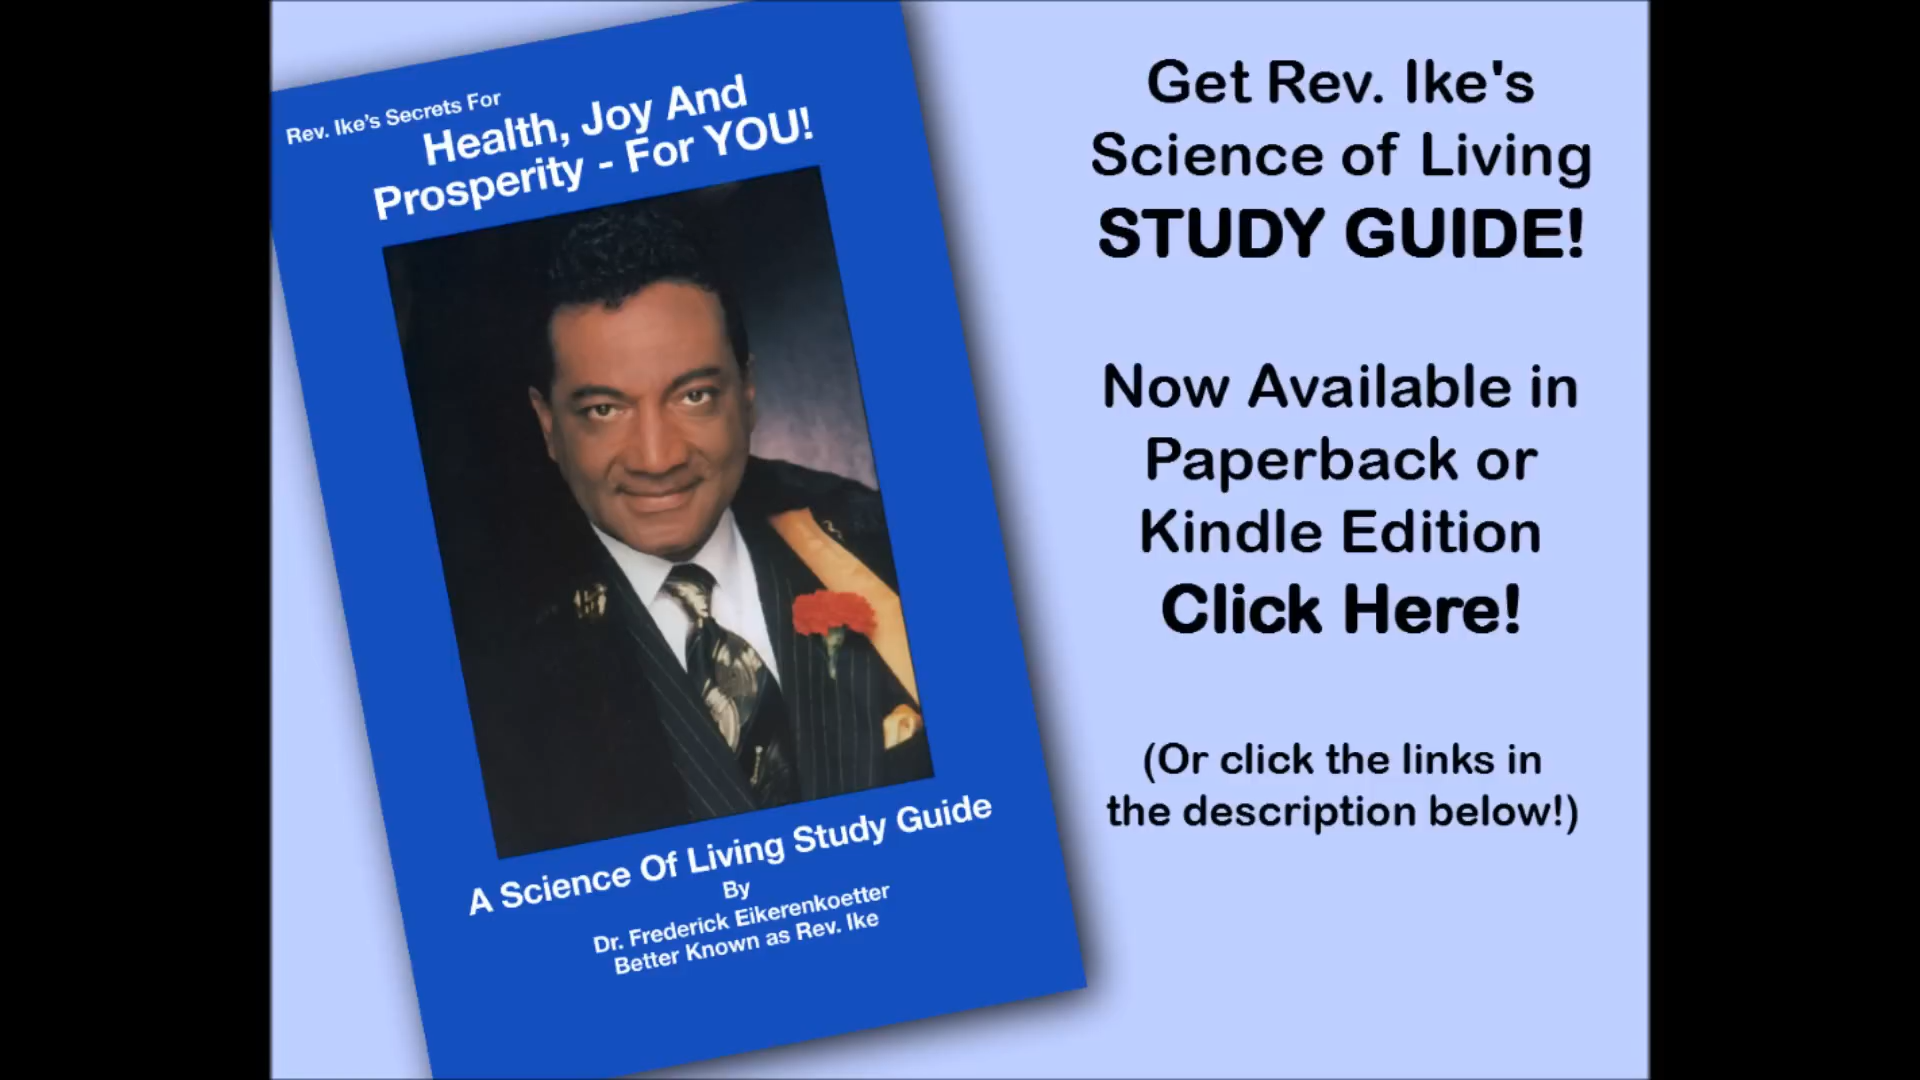 Rev. Ike's Secrets For
Health, Joy And
Prosperity - For YOU!
A Science Of Living Study Guide
By
Dr. Frederick Eikerenkoetter
Better Known as Rev. Ike
Get Rev. Ike's
Science of Living
STUDY GUIDE!
Now Available in
Paperback or
Kindle Edition
Click Here!
(Or click the links in
the description below!)